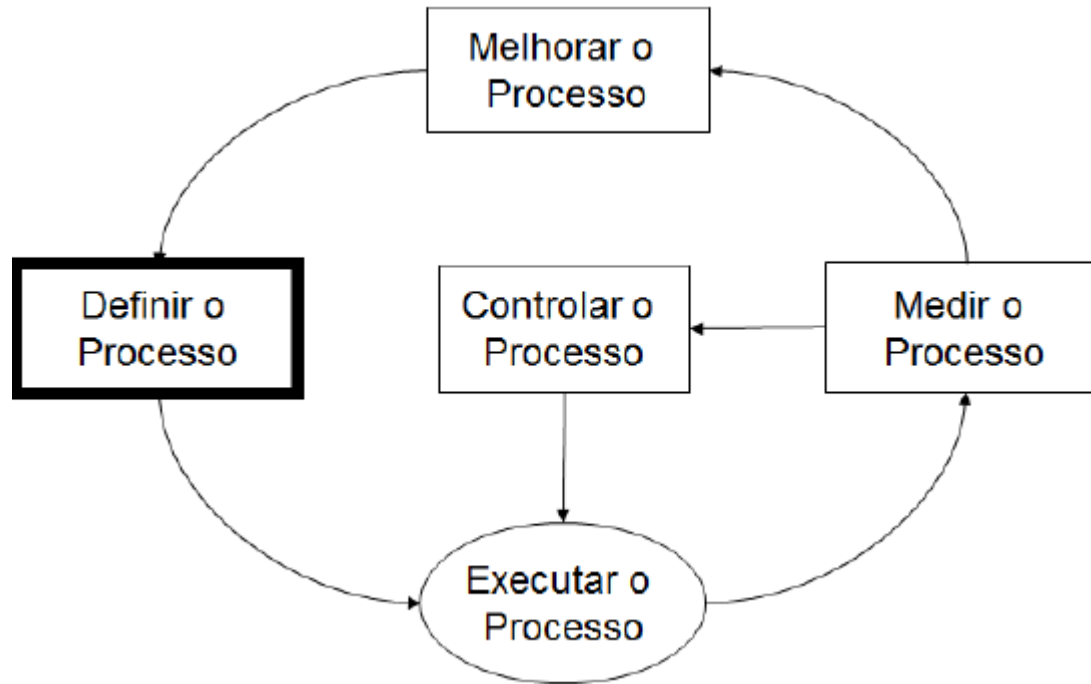 Melhorar o
Processo
Definir o
Processo
Controlar o
Processo
Medir o
Processo
Executar o
Processo